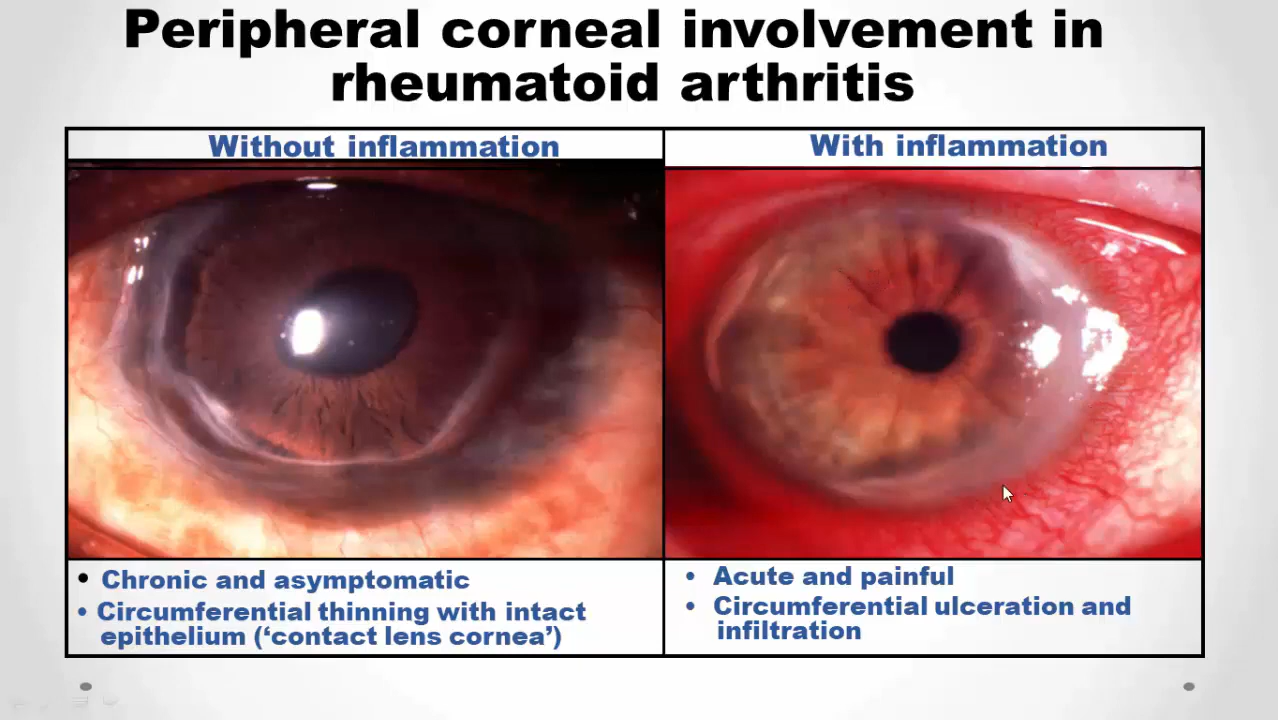 Peripheral corneal involvement in
rheumatoid arthritis
Without inflammation
With inflammation
• Chronic and asymptomatic
• Circumferential thinning with intact
epithelium (‘contact lens cornea’)
• Acute and painful
• Circumferential ulceration and
infiltration